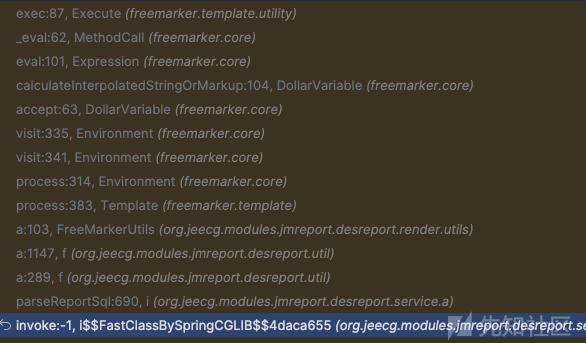 exec:87, Execute (freemarker.template.utility)
_eval:62, MethodCall (freemarker.core)
eval:101, Expression (freemarker.core)
calculateInterpolatedStringOrMarkup:104, DollarVariable (freemarker.core)
accept:63, DollarVariable (freemarker.core)
visit:335, Environment (freemarker.core)
visit:341, Environment (freemarker.core)
process:314, Environment (freemarker.core)
process:383, Template (freemarker.template)
a:103, FreeMarkerUtils (org.jeecg.modules.jmreport.desreport.render.utils)
a:1147, f (org.jeecg.modules.jmreport.desreport.util)
a:289, f (org.jeecg.modules.jmreport.desreport.util)
parseReportSql:690, i (org.jeecg.modules.jmreport.desreport.service.a)
invoke:-1, i$$FastClassBySpringCGLIB$$4daca655 (org.jeecg.modules.jmreport.desreport.se
先知社区